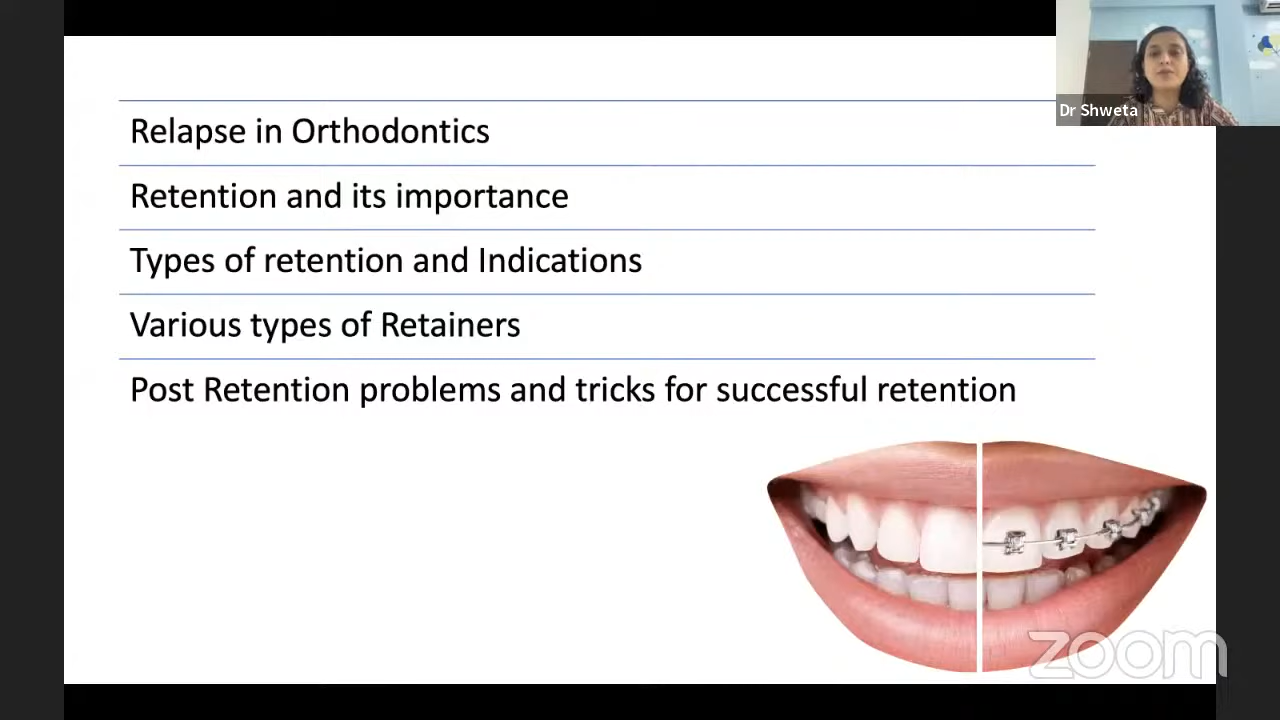 Dr Shweta
Relapse in Orthodontics
Retention and its importance
Types of retention and Indications
Various types of Retainers
Post Retention problems and tricks for successful retention
zoom